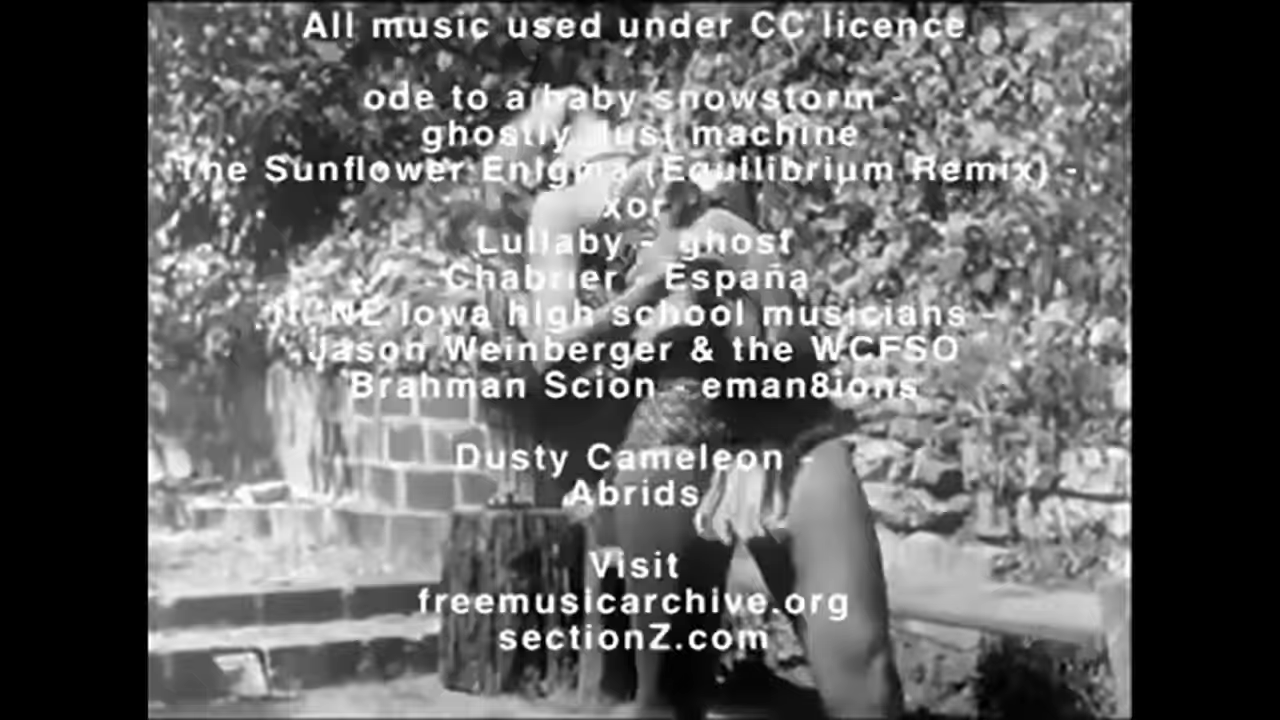 All music used under CC licence
ode to a baby snowstorm -
ghostly dust machine
The Sunflower Enigma (Equilibrium Remix) -
xor
Lullaby - _ghost
Chabrier - España
NE Iowa high school musicians -
Jason Weinberger & the WCFSO
Brahman Scion - eman8ions
Dusty Cameleon -
Abrids
Visit
freemusicarchive.org
sectionZ.com